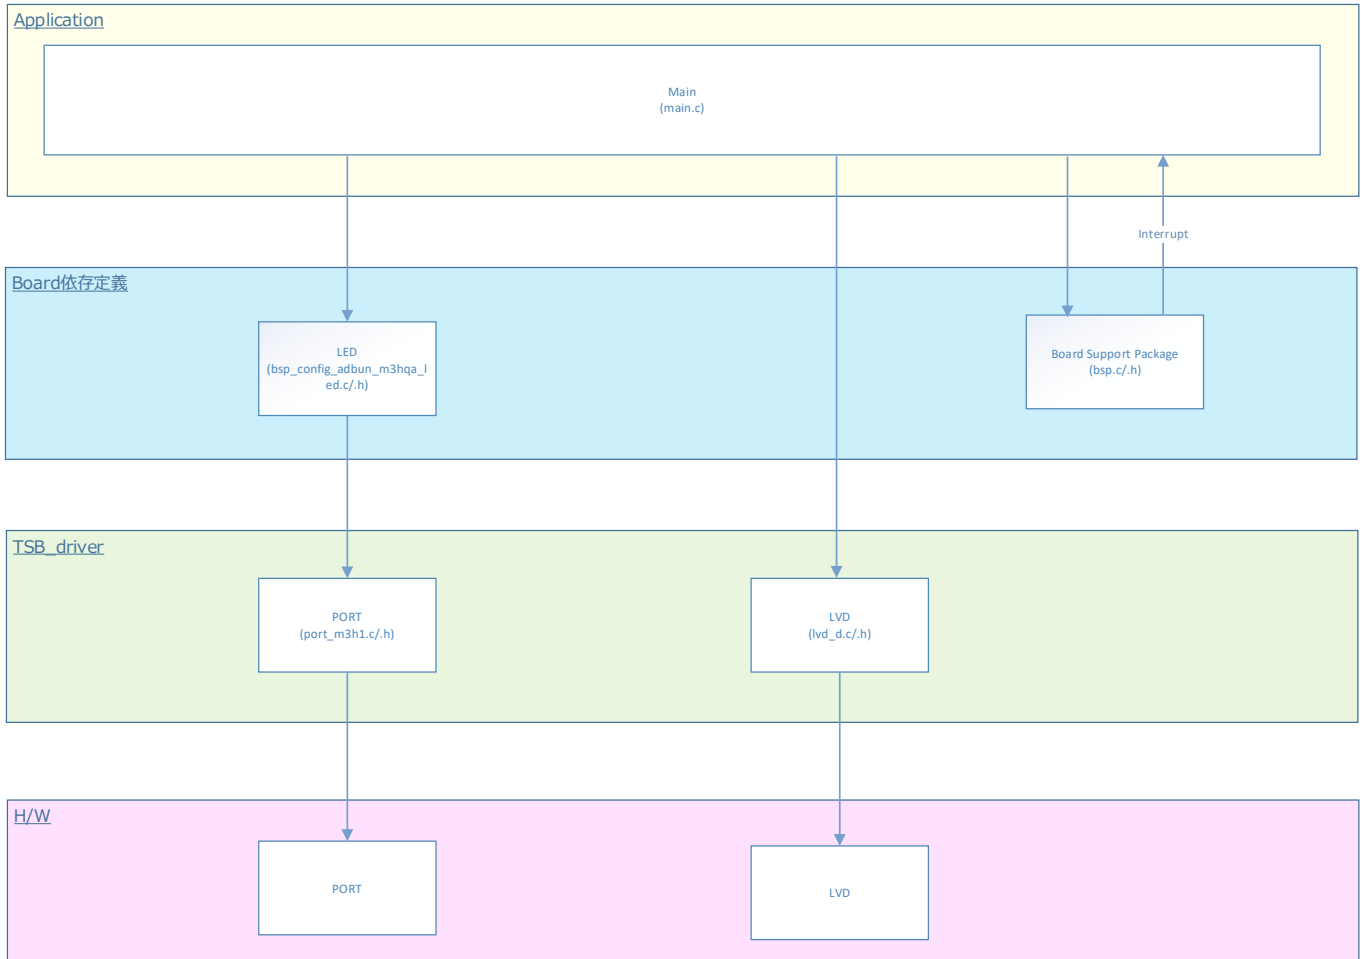 Application
Main
(main.c)
Interrupt
Board依存定義
LED
(bsp_config_adbun_m3hqa_l
ed.c/.h)
Board Support Package
(bsp.c/.h)
TSB_driver
PORT
(port_m3h1.c/.h)
LVD
(lvd_d.c/.h)
H/W
PORT
LVD